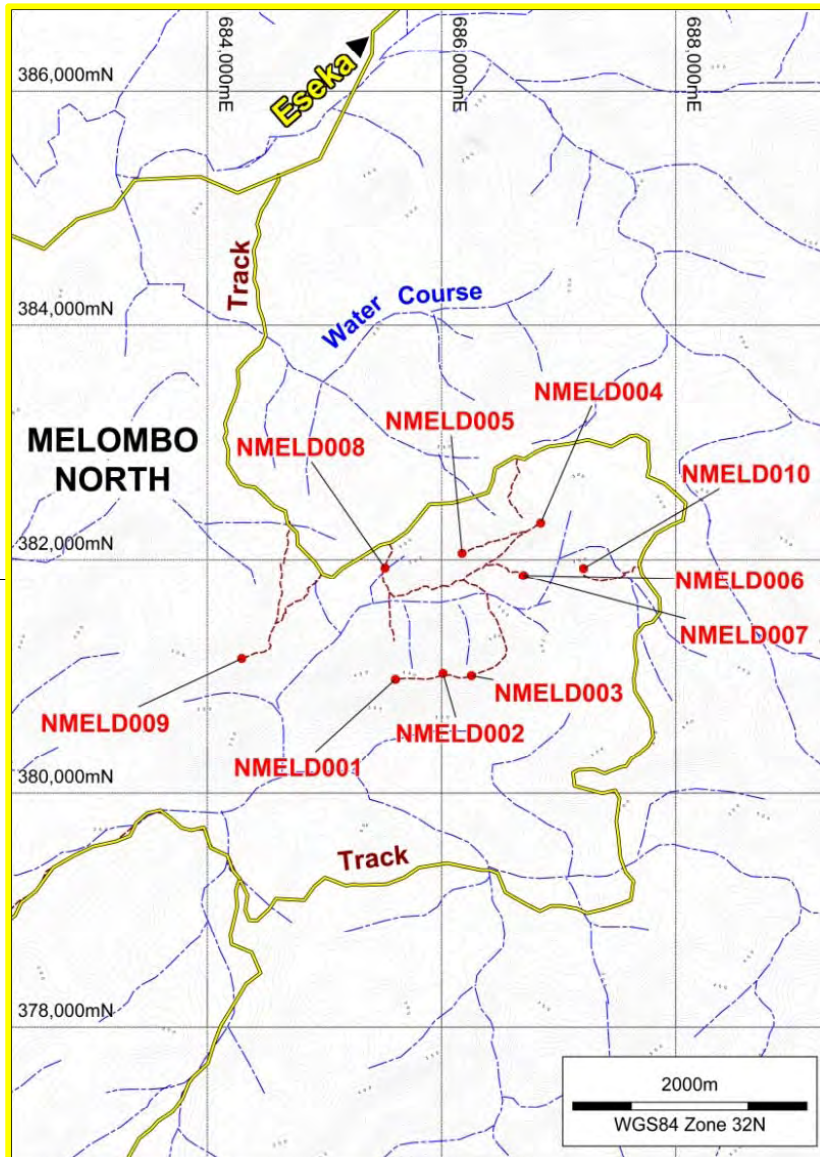 684,000mE
686,000mE
688,000mE
386,000mN
Eseka
Track
384,000mN
Water Course
NMELD004
NMELD005
MELOMBO
NORTH
NMELD008
NMELD010
382,000mN
NMELD006
NMELD007
NMELD003
NMELD009
NMELD002
NMELD001
380,000mN
Track
378,000mN
2000m
WGS84 Zone 32N